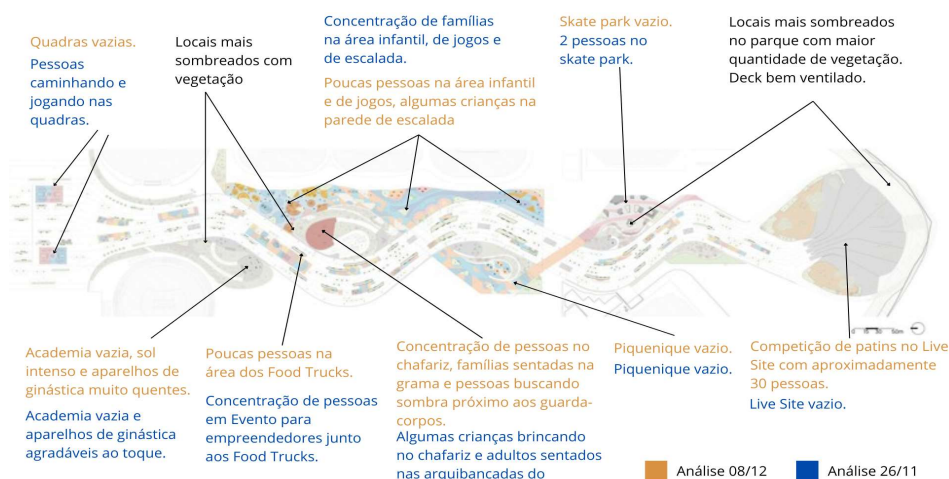 Quadras vazias.
Pessoas
caminhando e
jogando nas
quadras.
Locais mais
sombreados com
vegetação
Concentração de famílias
na área infantil, de jogos e
de escalada.
Poucas pessoas na área infantil
e de jogos, algumas crianças na
parede de escalada
Skate park vazio.
2 pessoas no
skate park.
Locais mais sombreados
no parque com maior
quantidade de vegetação.
Deck bem ventilado.
Academia vazia, sol
intenso e aparelhos de
ginástica muito quentes.
Academia vazia e
aparelhos de ginástica
agradáveis ao toque.
Poucas pessoas na
área dos Food Trucks.
Concentração de pessoas
em Evento para
empreendedores junto
aos Food Trucks.
Concentração de pessoas no
chafariz, famílias sentadas na
grama e pessoas buscando
sombra próximo aos guarda-
corpos.
Algumas crianças brincando
no chafariz e adultos sentados
nas arquibancadas do
Piquenique vazio.
Piquenique vazio.
Competição de patins no Live
Site com aproximadamente
30 pessoas.
Live Site vazio.
Análise 08/12
Análise 26/11